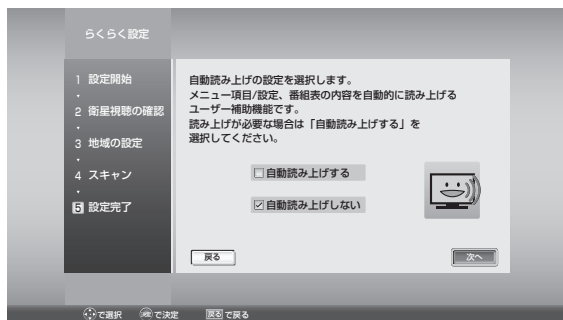 らくらく設定
1 設定開始
2 衛星視聴の確認
3 地域の設定
4 スキャン
5 設定完了
自動読み上げの設定を選択します。
メニュー項目/設定、番組表の内容を自動的に読み上げる
ユーザー補助機能です。
読み上げが必要な場合は「自動読み上げする」を
選択してください。
自動読み上げする
自動読み上げしない
戻る
次へ
で選択 で決定 戻る で戻る